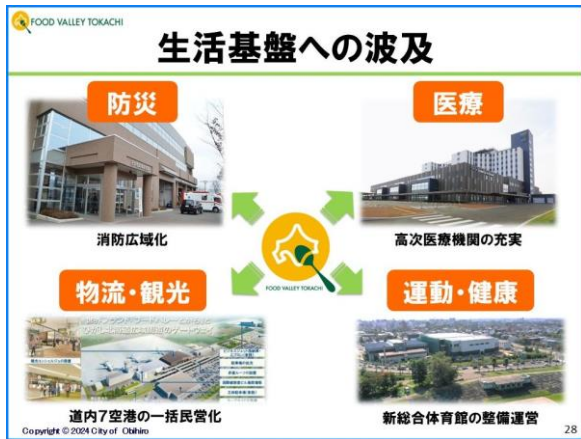 FOOD VALLEY TOKACHI
生活基盤への波及
防災
医療
消防広域化
高次医療機関の充実
FOOD VALLEY TOKACHI
物流・観光
運動・健康
道内7空港の一括民営化
新総合体育館の整備運営
Copyright © 2024 City of Obihiro
28